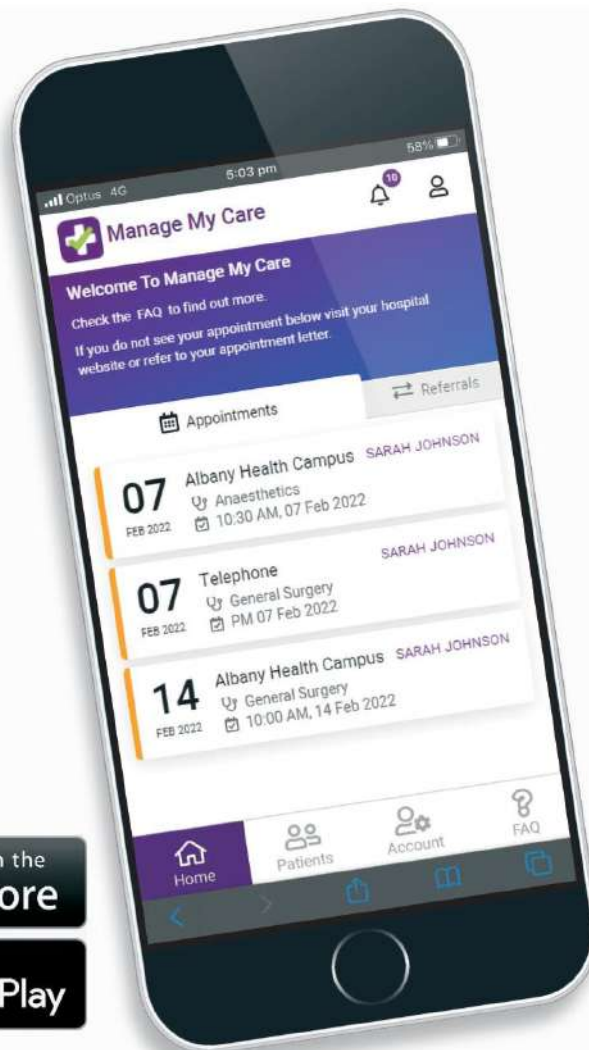 Optus 4G
5:03 pm
58%
Manage My Care
10
Welcome To Manage My Care
Check the FAQ to find out more.
If you do not see your appointment below visit your hospital
website or refer to your appointment letter.
Appointments
Referrals
07
FEB 2022
Albany Health Campus
SARAH JOHNSON
Anaesthetics
10:30 AM, 07 Feb 2022
07
FEB 2022
Telephone
SARAH JOHNSON
General Surgery
PM 07 Feb 2022
14
FEB 2022
Albany Health Campus
SARAH JOHNSON
General Surgery
10:00 AM, 14 Feb 2022
Home
Patients
Account
FAQ
the
ore
Play